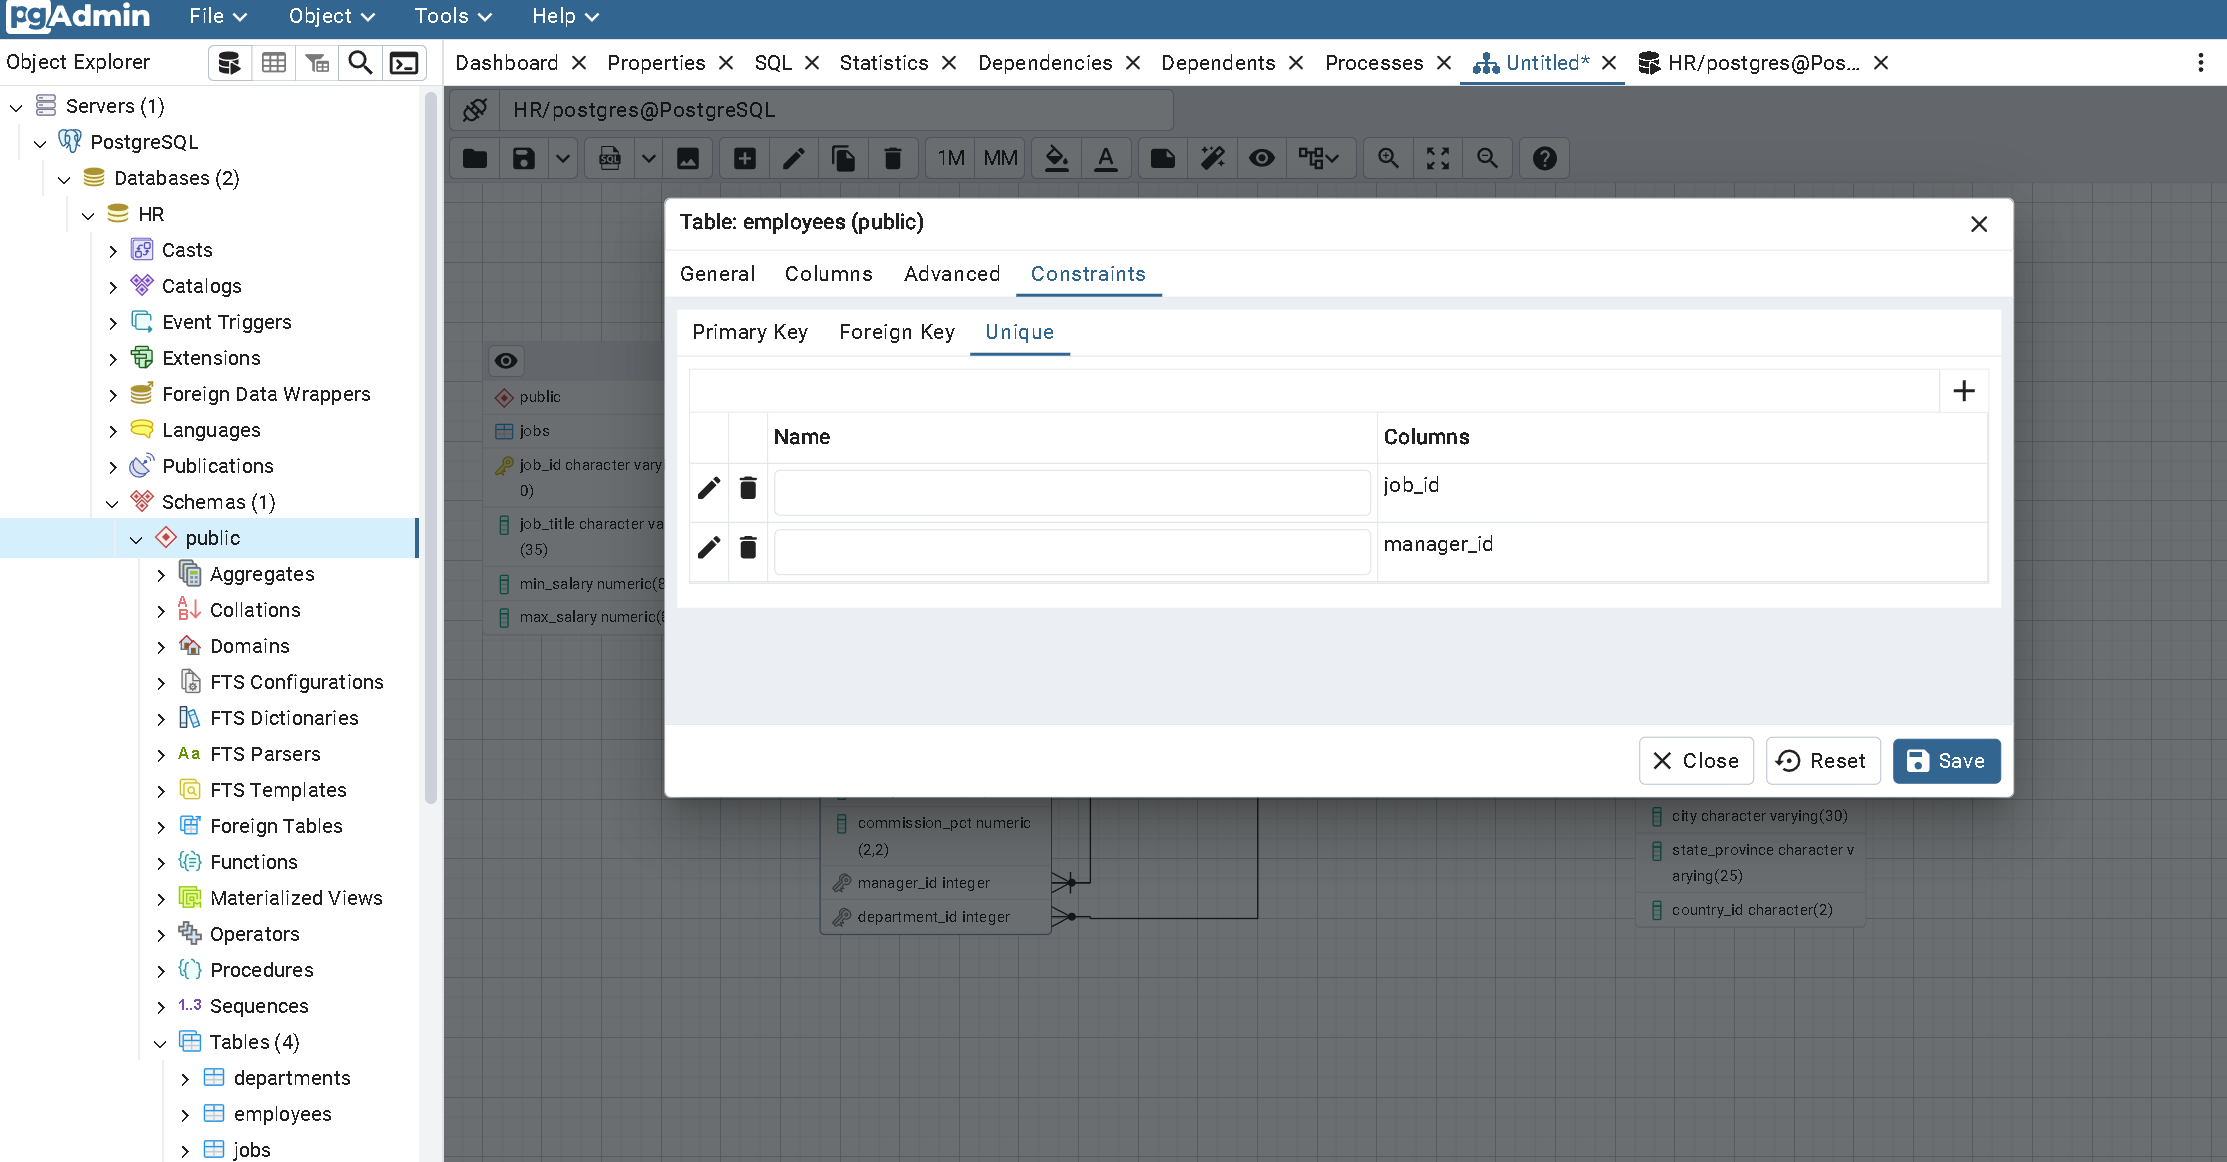 pgAdmin File Object Tools Help
Object Explorer
Dashboard Properties SQL Statistics Dependencies Dependents Processes Untitled* HR/postgres@Pos...
Servers (1)
PostgreSQL
Databases (2)
HR
Casts
Catalogs
Event Triggers
Extensions
Foreign Data Wrappers
Languages
Publications
Schemas (1)
public
Aggregates
Collations
Domains
FTS Configurations
FTS Dictionaries
Aa FTS Parsers
FTS Templates
Foreign Tables
Functions
Materialized Views
Operators
Procedures
1..3 Sequences
Tables (4)
departments
employees
jobs
HR/postgres@PostgreSQL
SQL 1M MM A
public
jobs
job_id character vary
0)
job_title character va
(35)
min_salary numeric(8
max_salary numeric(
Table: employees (public)
General Columns Advanced Constraints
Primary Key Foreign Key Unique
Name Columns
job_id
manager_id
Close Reset Save
commission_pct numeric
(2,2)
manager_id integer
department_id integer
city character varying(30)
state_province character v
arying(25)
country_id character(2)